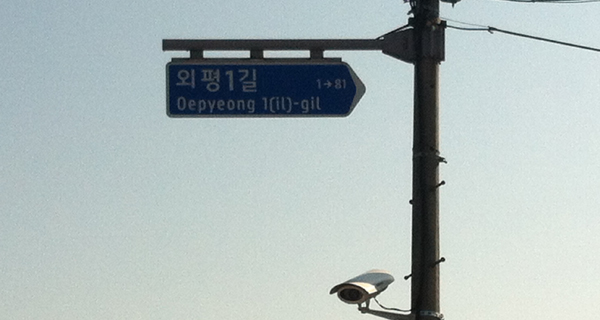 외평1길 1→81
Oepyeong 1(il)-gil